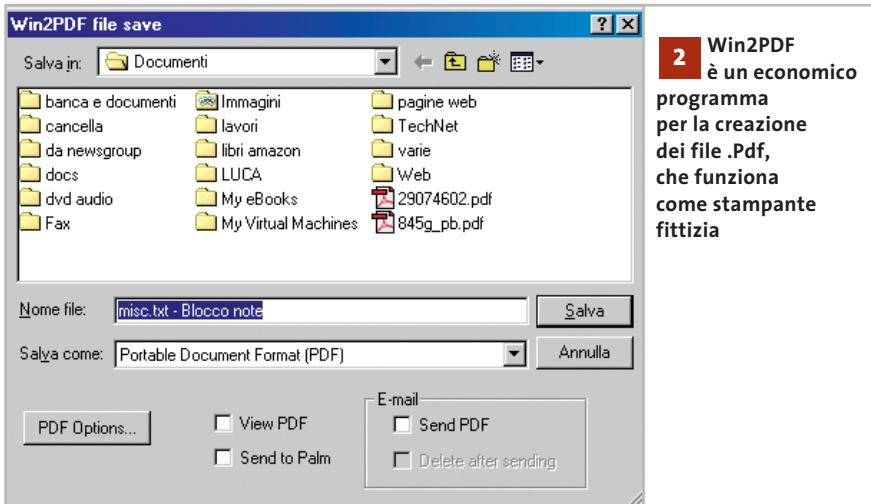 Win2PDF file save
Salva in: Documenti
banca e documenti
cancella
da newsgroup
docs
dvd audio
Fax
Immagini
lavori
libri amazon
LUCA
My eBooks
My Virtual Machines
pagine web
TechNet
varie
Web
29074602.pdf
845g_pb.pdf
Nome file: misc.txt - Blocco note Salva
Salva come: Portable Document Format (PDF) Annulla
PDF Options...
View PDF
Send to Palm
E-mail
Send PDF
Delete after sending
2 Win2PDF
è un economico
programma
per la creazione
dei file .Pdf,
che funziona
come stampante
fittizia